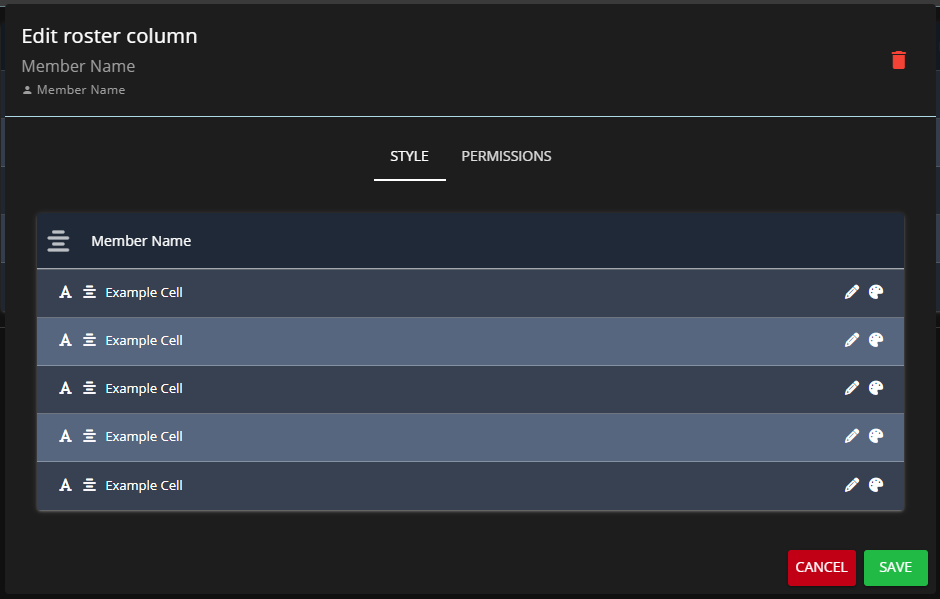 Edit roster column
Member Name
Member Name
STYLE PERMISSIONS
Member Name
A Example Cell
A Example Cell
A Example Cell
A Example Cell
A Example Cell
CANCEL SAVE